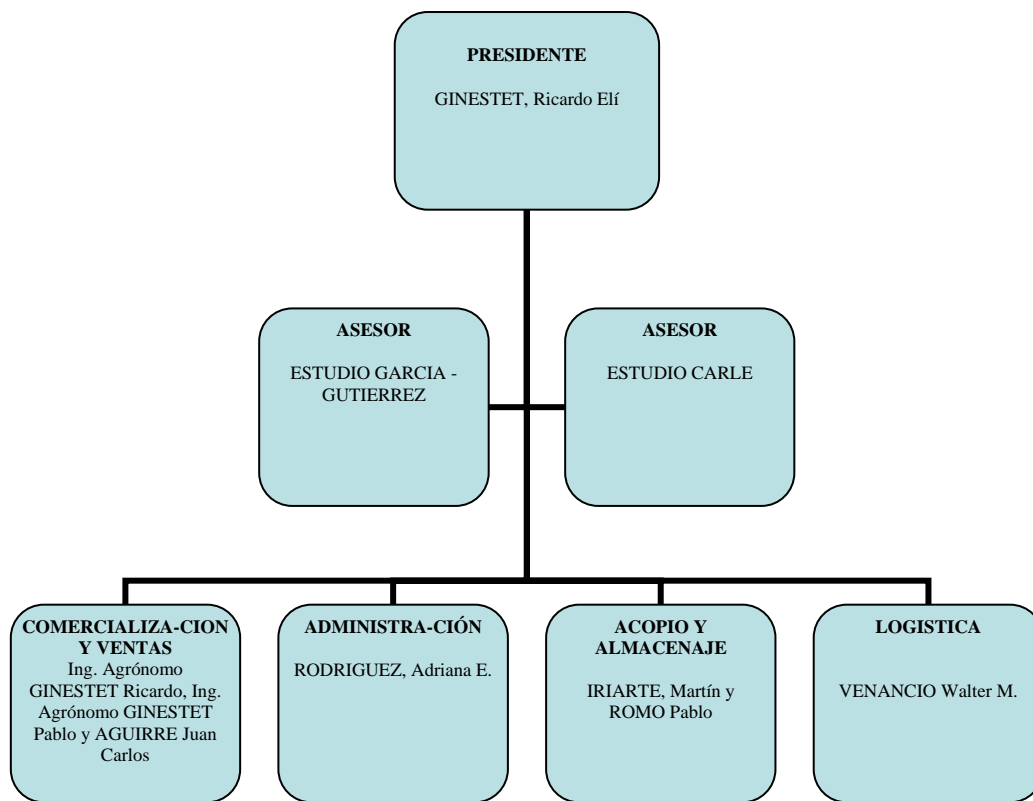 PRESIDENTE
GINESTET, Ricardo Elí
ASESOR
ESTUDIO GARCIA -
GUTIERREZ
ASESOR
ESTUDIO CARLE
COMERCIALIZA-CION
Y VENTAS
Ing. Agrónomo
GINESTET Ricardo, Ing.
Agrónomo GINESTET
Pablo y AGUIRRE Juan
Carlos
ADMINISTRA-CIÓN
RODRIGUEZ, Adriana E.
ACOPIO Y
ALMACENAJE
IRIARTE, Martín y
ROMO Pablo
LOGISTICA
VENANCIO Walter M.